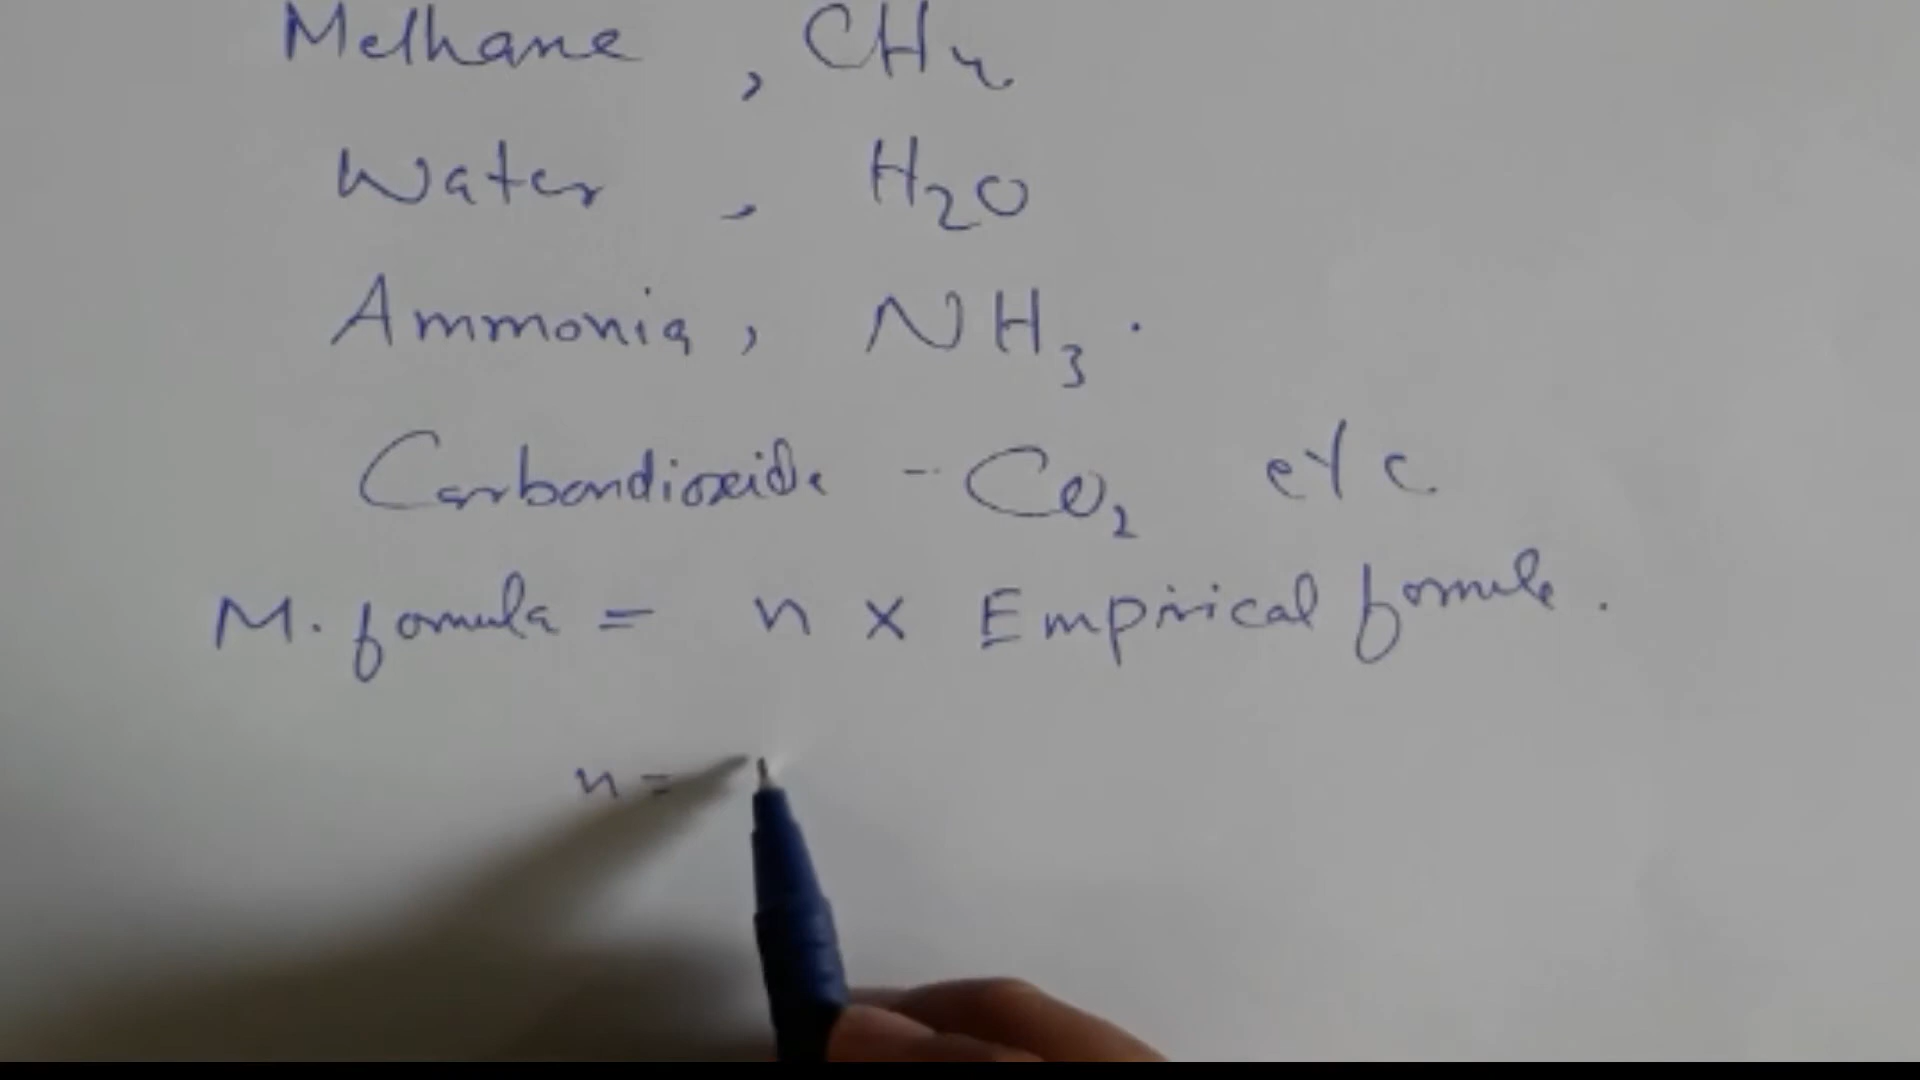 Methane , CH4
Water , H2O
Ammonia , NH3 .
Carbondioxide - CO2 etc
M. formula = n × Empirical formula .
n =